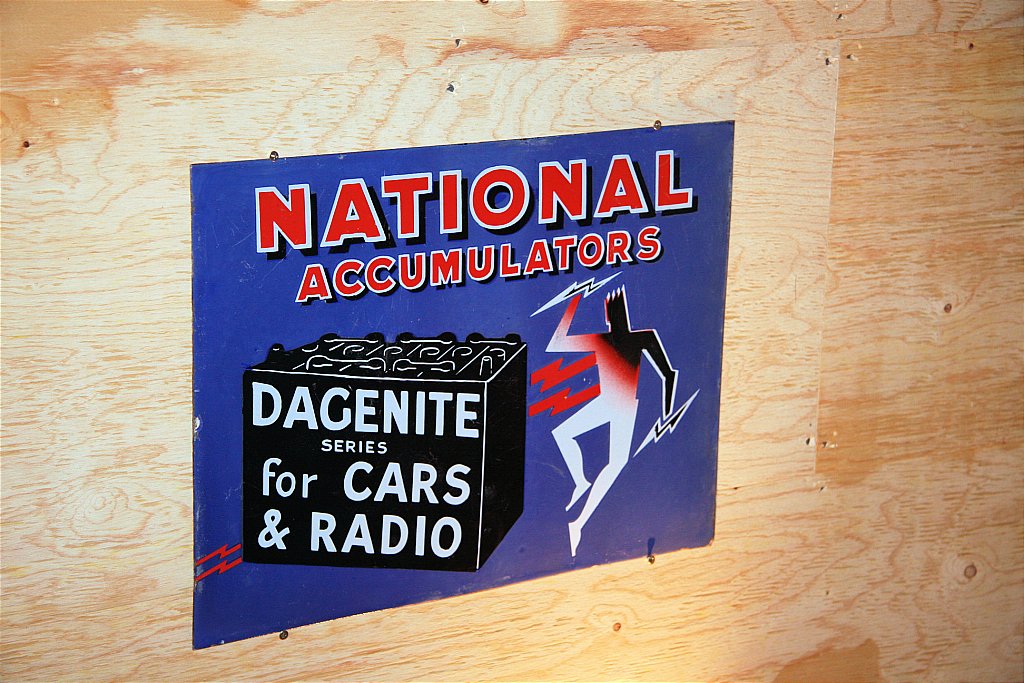 NATIONAL
ACCUMULATORS
DAGENITE
SERIES
for CARS
& RADIO